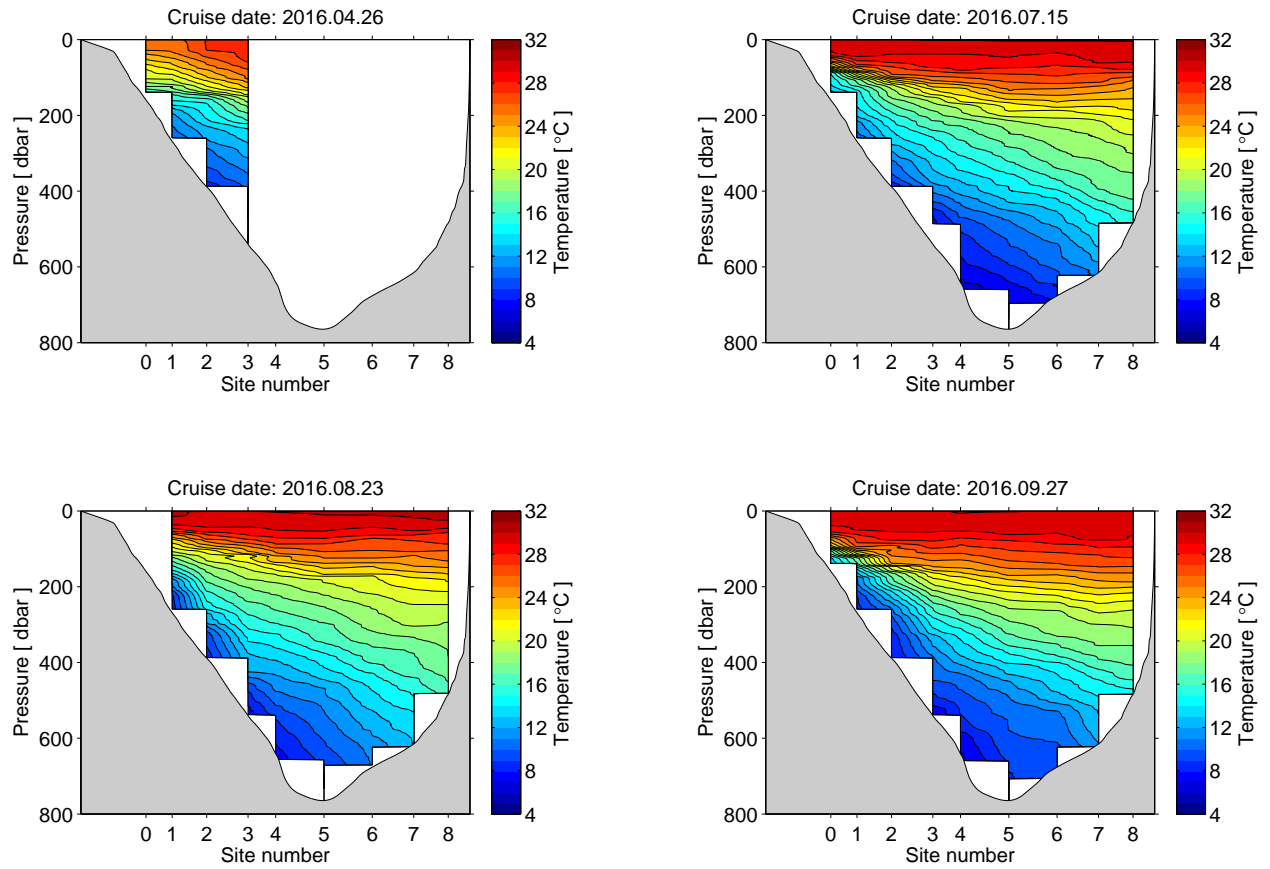 Cruise date: 2016.04.26
0
200
400
600
800
Pressure [ dbar ]
0 1 2 3 4 5 6 7 8
Site number
32
28
24
20
16
12
8
4
Temperature [ °C ]
Cruise date: 2016.07.15
0
200
400
600
800
Pressure [ dbar ]
0 1 2 3 4 5 6 7 8
Site number
32
28
24
20
16
12
8
4
Temperature [ °C ]
Cruise date: 2016.08.23
0
200
400
600
800
Pressure [ dbar ]
0 1 2 3 4 5 6 7 8
Site number
32
28
24
20
16
12
8
4
Temperature [ °C ]
Cruise date: 2016.09.27
0
200
400
600
800
Pressure [ dbar ]
0 1 2 3 4 5 6 7 8
Site number
32
28
24
20
16
12
8
4
Temperature [ °C ]